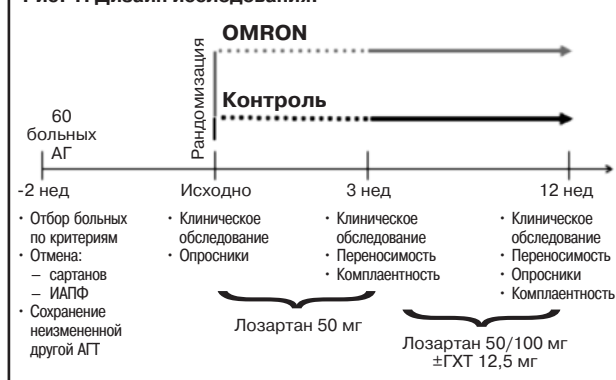 Рис. 1. Дизайн исследования.
OMRON
Рандомизация
Контроль
60
больных
АГ
-2 нед
Исходно
3 нед
12 нед
· Отбор больных
по критериям
· Отмена:
– сартанов
– ИАПФ
· Сохранение
неизмененной
другой АГТ
· Клиническое
обследование
· Опросники
· Клиническое
обследование
· Переносимость
· Комплаентность
· Клиническое
обследование
· Переносимость
· Опросники
· Комплаентность
Лозартан 50 мг
Лозартан 50/100 мг
±ГХТ 12,5 мг